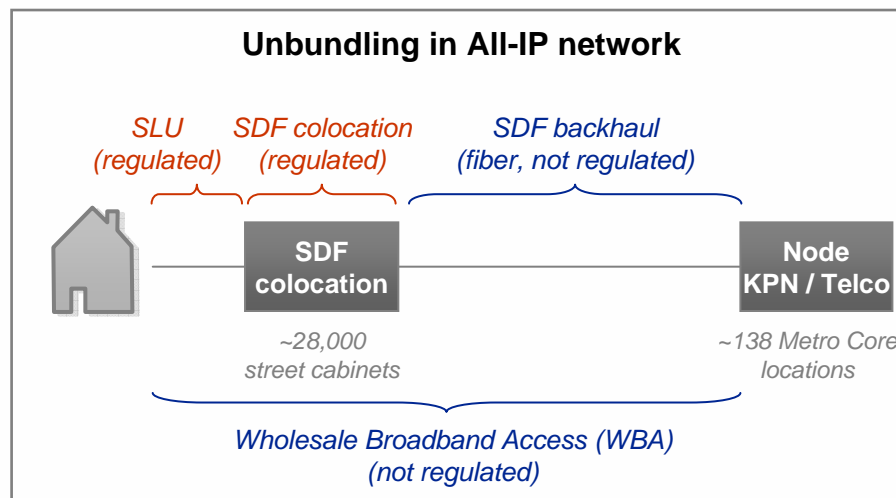 Unbundling in All-IP network
SLU
(regulated)
SDF colocation
(regulated)
SDF backhaul
(fiber, not regulated)
SDF
colocation
Node
KPN / Telco
~28,000
street cabinets
~138 Metro Core
locations
Wholesale Broadband Access (WBA)
(not regulated)